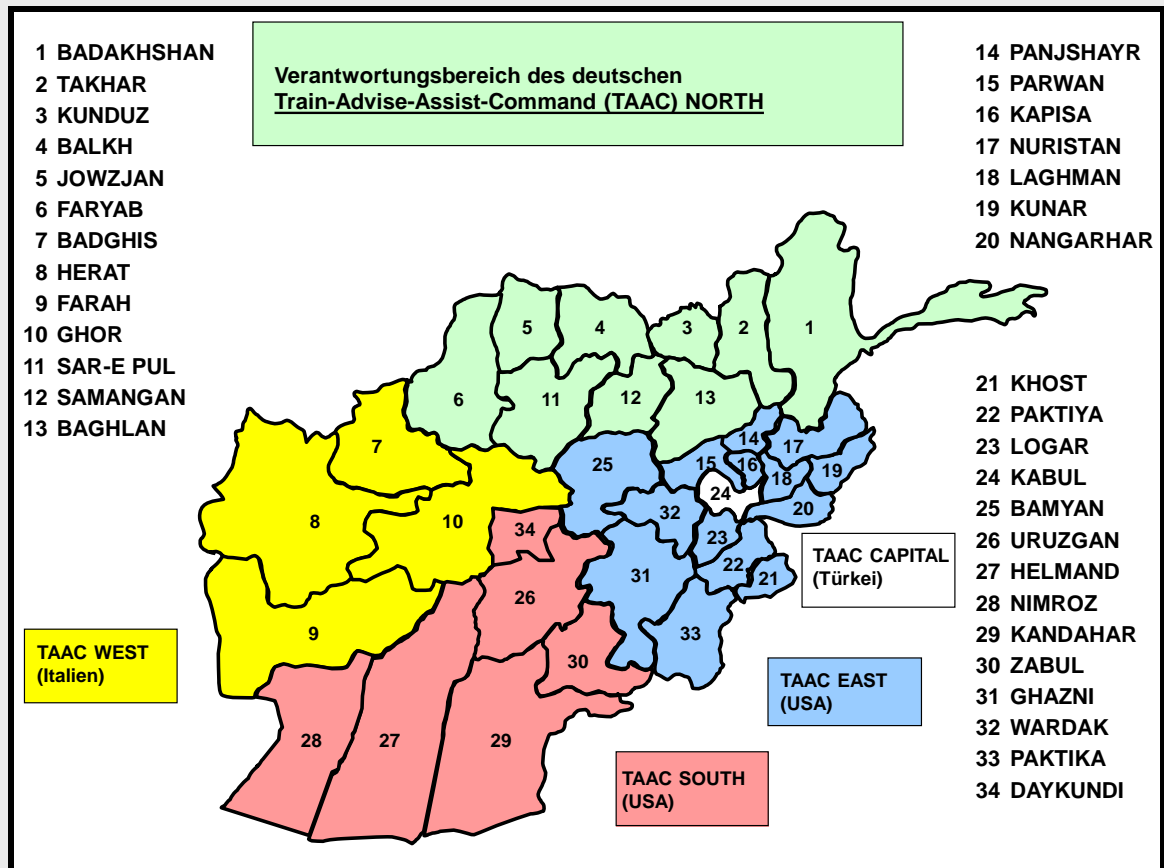 1 BADAKHSHAN
2 TAKHAR
3 KUNDUZ
4 BALKH
5 JOWZJAN
6 FARYAB
7 BADGHIS
8 HERAT
9 FARAH
10 GHOR
11 SAR-E PUL
12 SAMANGAN
13 BAGHLAN
Verantwortungsbereich des deutschen
Train-Advise-Assist-Command (TAAC) NORTH
14 PANJSHAYR
15 PARWAN
16 KAPISA
17 NURISTAN
18 LAGHMAN
19 KUNAR
20 NANGARHAR
21 KHOST
22 PAKTIYA
23 LOGAR
24 KABUL
25 BAMYAN
26 URUZGAN
27 HELMAND
28 NIMROZ
29 KANDAHAR
30 ZABUL
31 GHAZNI
32 WARDAK
33 PAKTIKA
34 DAYKUNDI
5
4
3
2
1
6
11
12
13
7
25
15
14
16
17
18
19
24
20
8
10
34
32
23
22
21
31
26
9
33
30
28
27
29
TAAC CAPITAL
(Türkei)
TAAC WEST
(Italien)
TAAC EAST
(USA)
TAAC SOUTH
(USA)